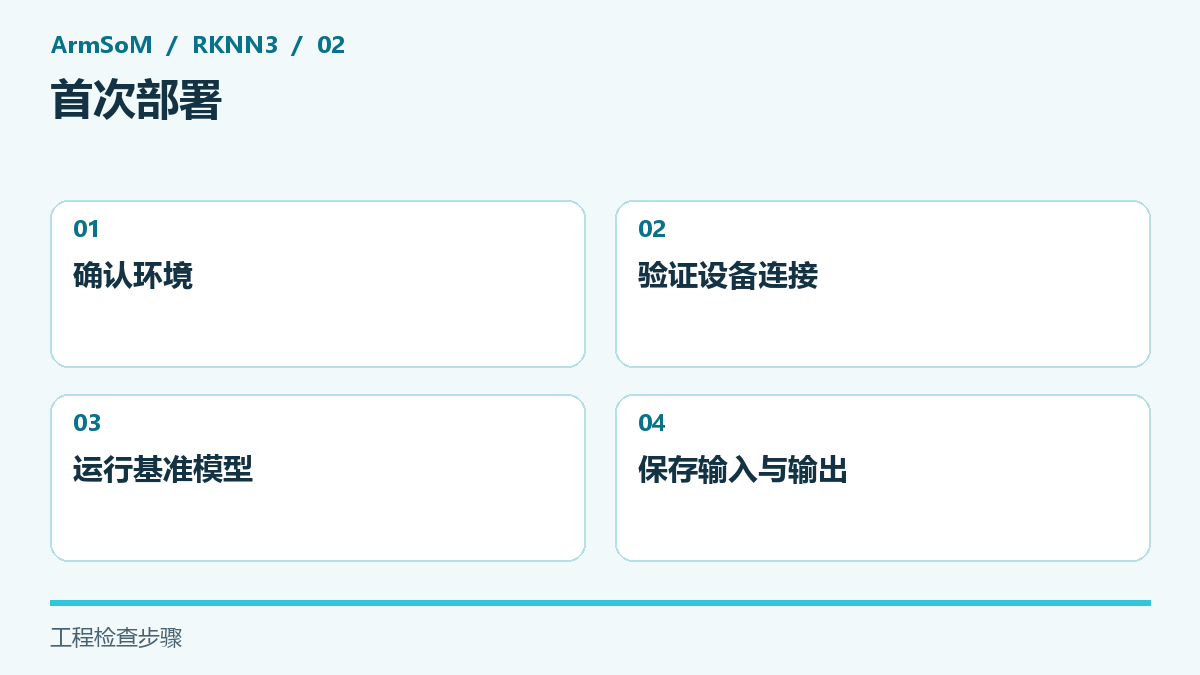 ArmSoM / RKNN3 / 02
首次部署
01
确认环境
02
验证设备连接
03
运行基准模型
04
保存输入与输出
工程检查步骤